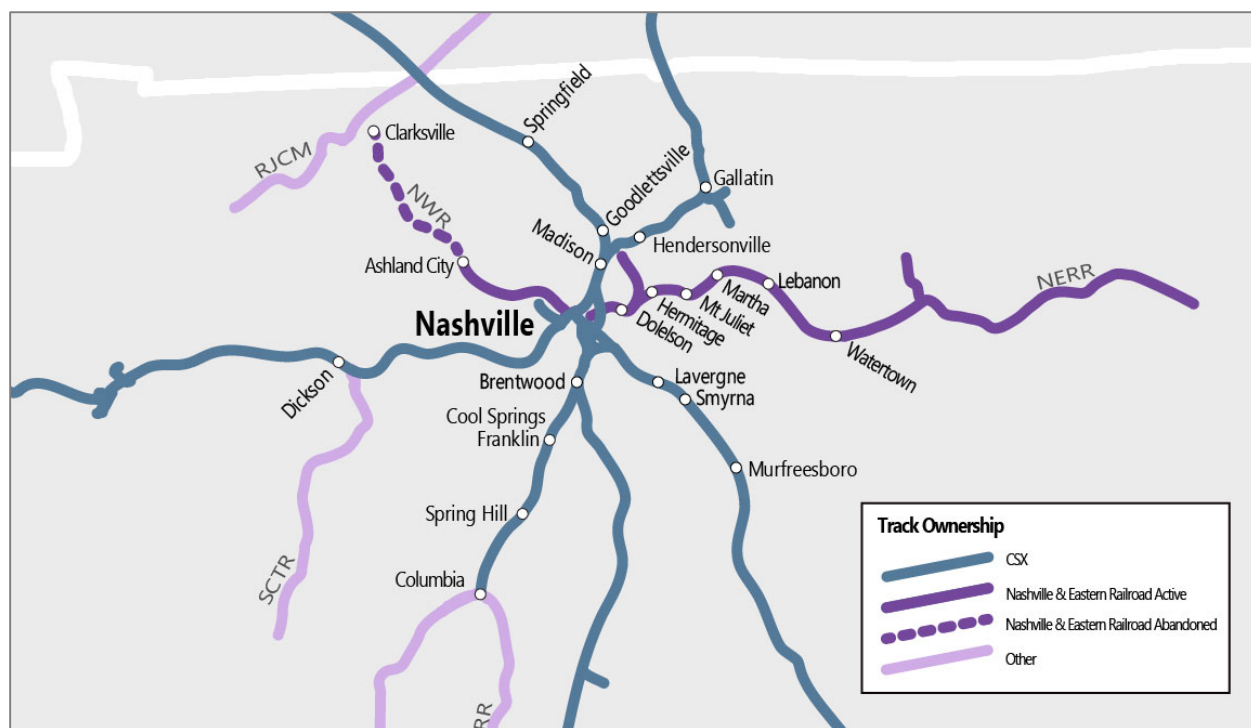 Springfield
RJCM
Clarksville
Goodlettsville
Gallatin
NWR
Madison
Hendersonville
Ashland City
Martha
Lebanon
NERR
Mt Juliet
Hermitage
Dolelson
Nashville
Watertown
Dickson
Brentwood
Lavergne
Smyrna
Cool Springs
Franklin
Murfreesboro
Spring Hill
SCTR
Columbia
RR
Track Ownership
CSX
Nashville & Eastern Railroad Active
Nashville & Eastern Railroad Abandoned
Other